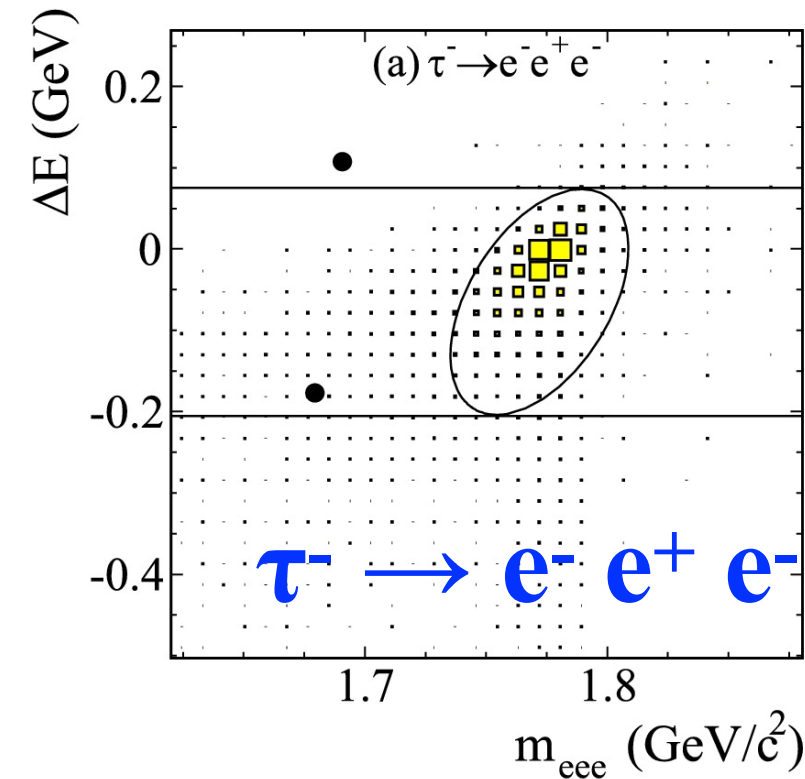 ΔE (GeV)
(a) τ⁻→e⁻e⁺e⁻
0.2
0
-0.2
-0.4
τ⁻ → e⁻ e⁺ e⁻
1.7 1.8
m_eee (GeV/c²)